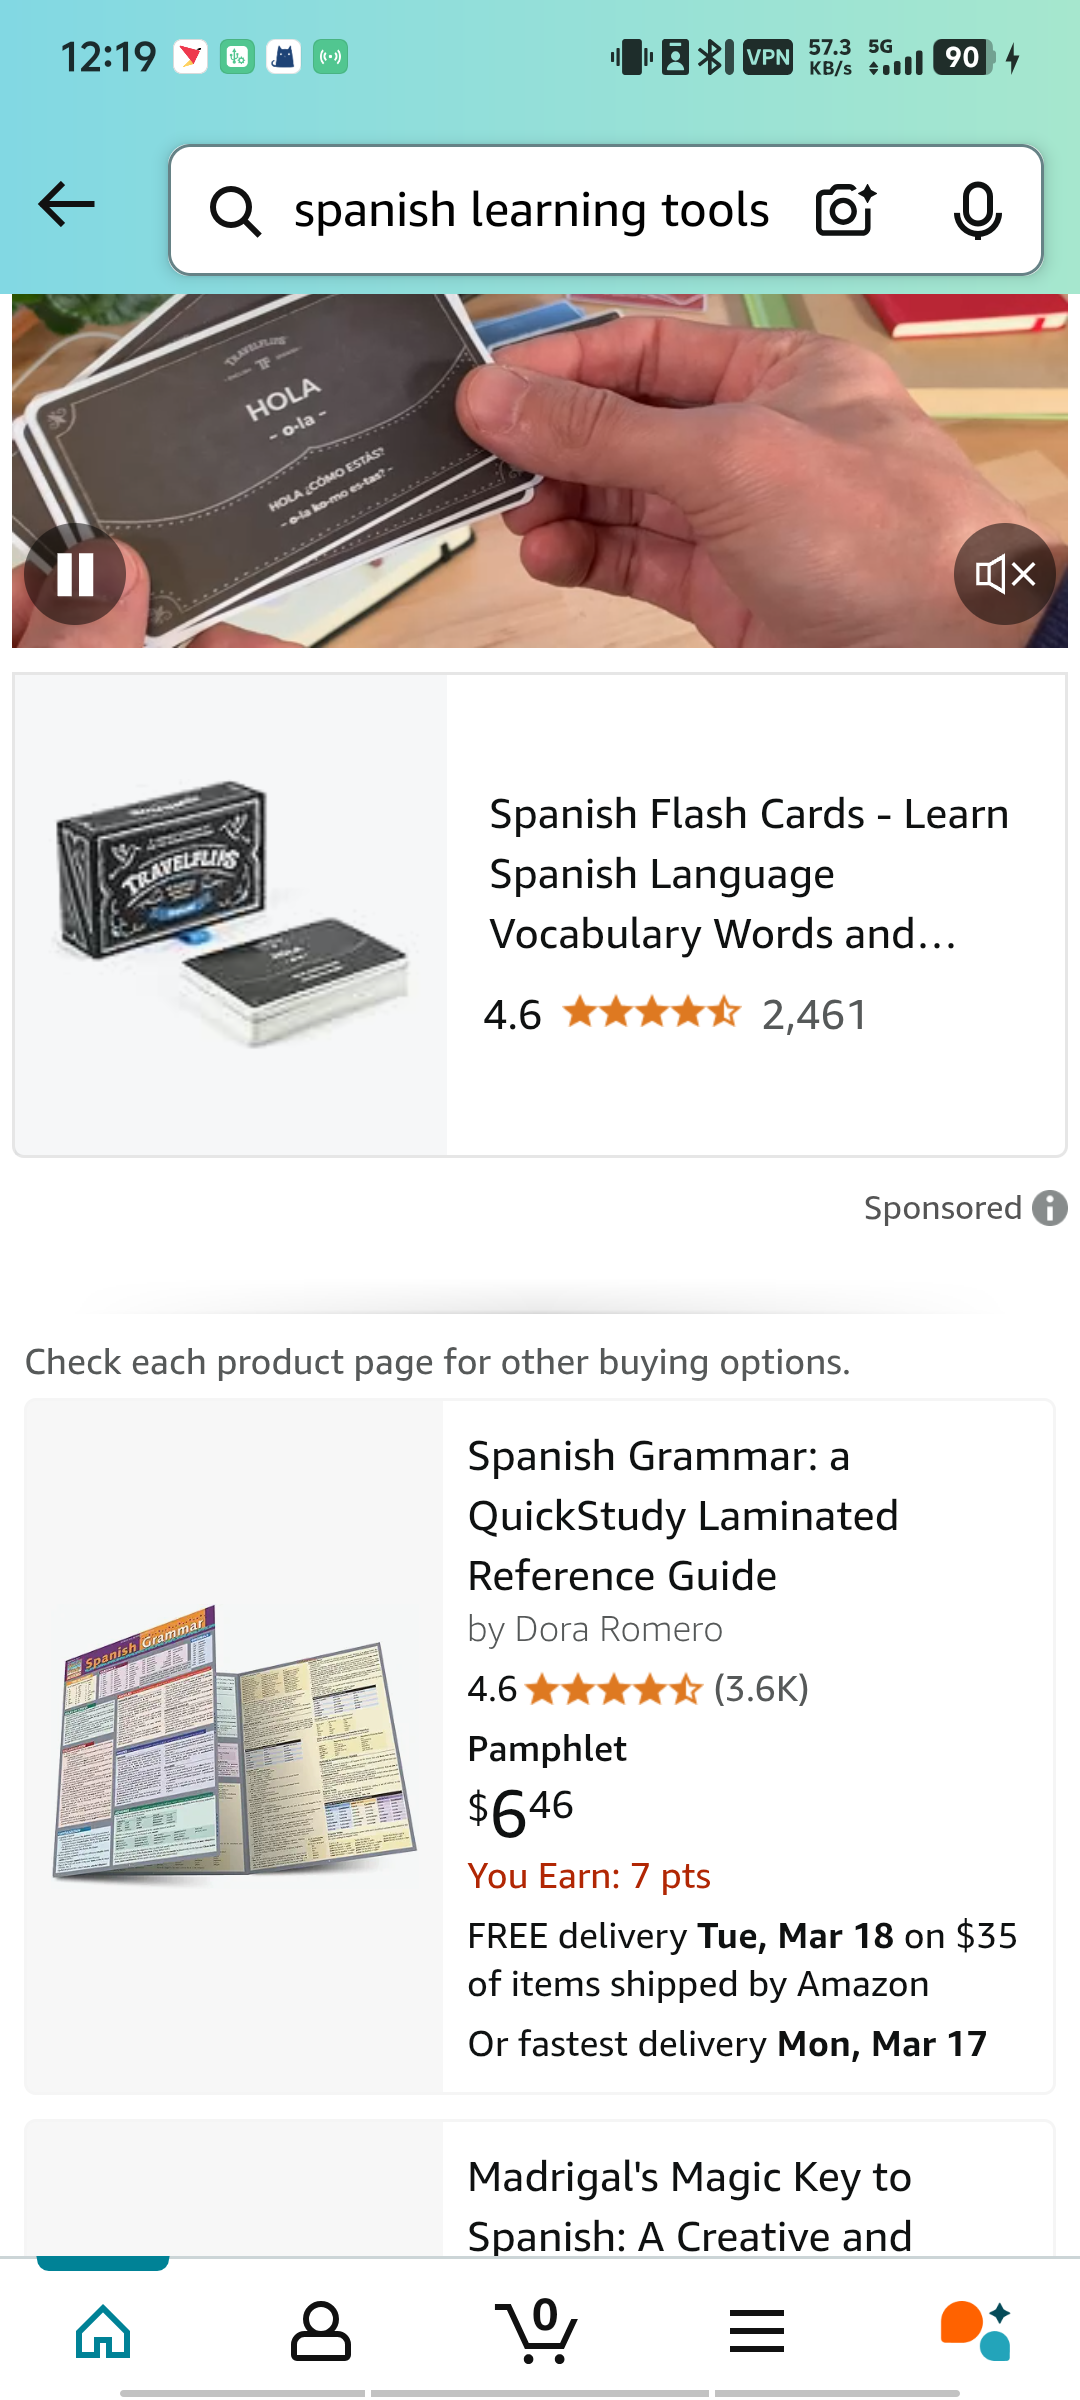 12:19
VPN
57.3
KB/s
5G
90
spanish learning tools
TRAVELFLIPS
TF
HOLA
- o-la -
HOLA ¿CÓMO ESTÁS?
- o-la ko-mo es-tas? -
TRAVELFLIPS
HOLA
Spanish Flash Cards - Learn
Spanish Language
Vocabulary Words and...
4.6
2,461
Sponsored
Check each product page for other buying options.
Spanish Grammar
Spanish Grammar: a
QuickStudy Laminated
Reference Guide
by Dora Romero
4.6
(3.6K)
Pamphlet
$6 46
You Earn: 7 pts
FREE delivery Tue, Mar 18 on $35
of items shipped by Amazon
Or fastest delivery Mon, Mar 17
Madrigal's Magic Key to
Spanish: A Creative and
0